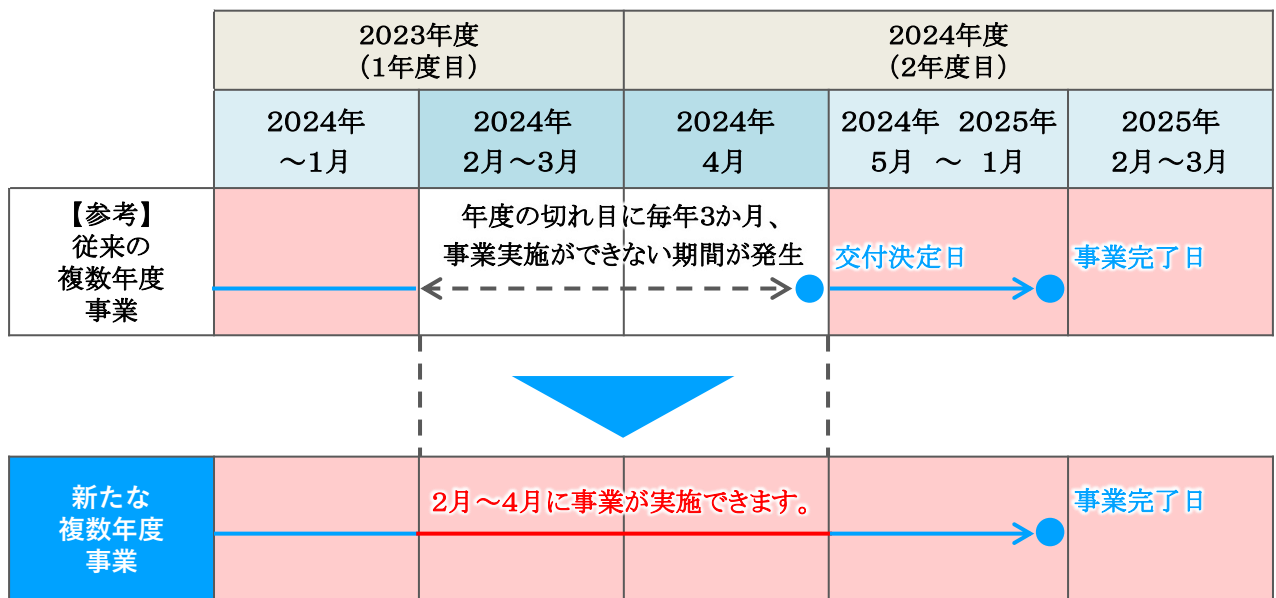 2023年度
（1年度目）
2024年度
（2年度目）
2024年
～1月
2024年
2月～3月
2024年
4月
2024年 2025年
5月 ～ 1月
2025年
2月～3月
【参考】
従来の
複数年度
事業
年度の切れ目に毎年3か月、
事業実施ができない期間が発生
交付決定日
事業完了日
新たな
複数年度
事業
2月～4月に事業が実施できます。
事業完了日